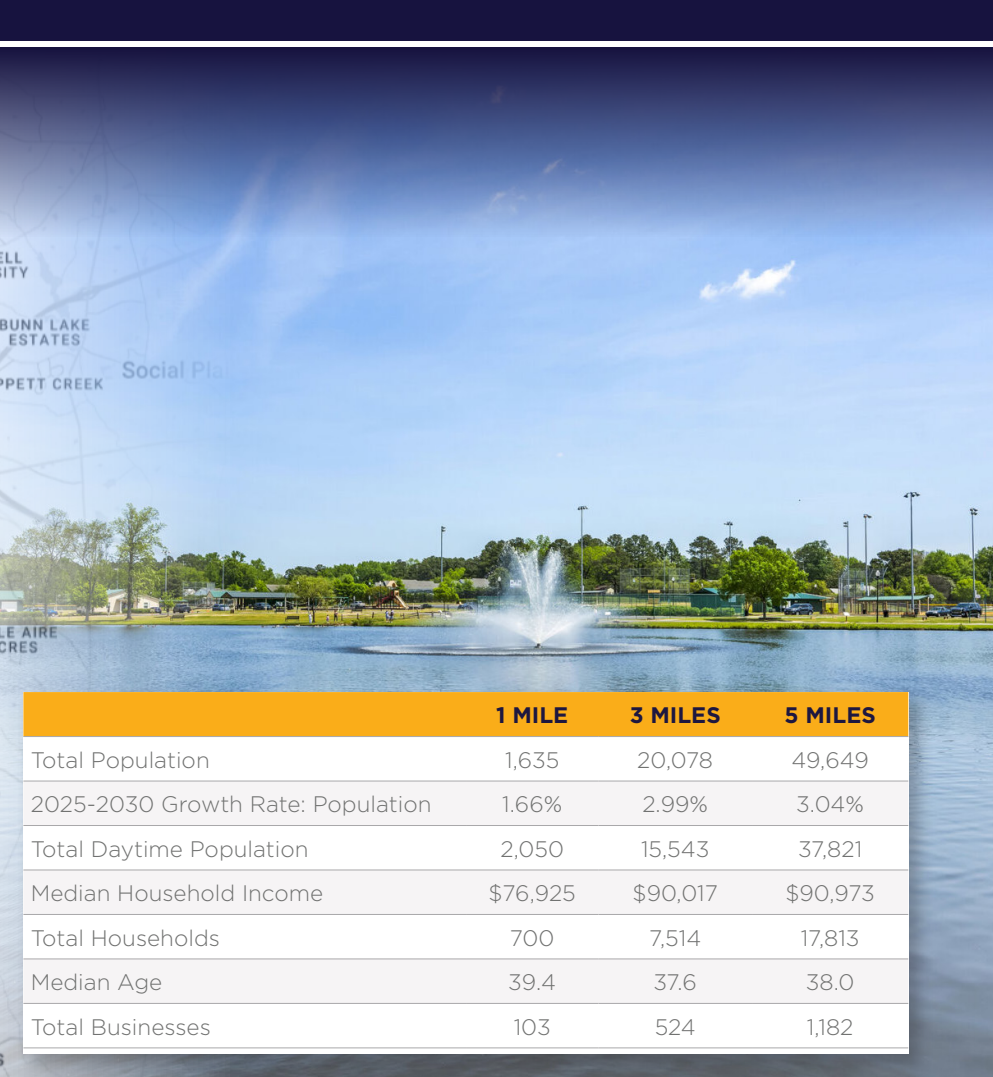 ELL
SITY
BUNN LAKE
ESTATES
PPETT CREEK
Social Pla
LE AIRE
CRES
1 MILE 3 MILES 5 MILES
Total Population 1,635 20,078 49,649
2025-2030 Growth Rate: Population 1.66% 2.99% 3.04%
Total Daytime Population 2,050 15,543 37,821
Median Household Income $76,925 $90,017 $90,973
Total Households 700 7,514 17,813
Median Age 39.4 37.6 38.0
Total Businesses 103 524 1,182
S